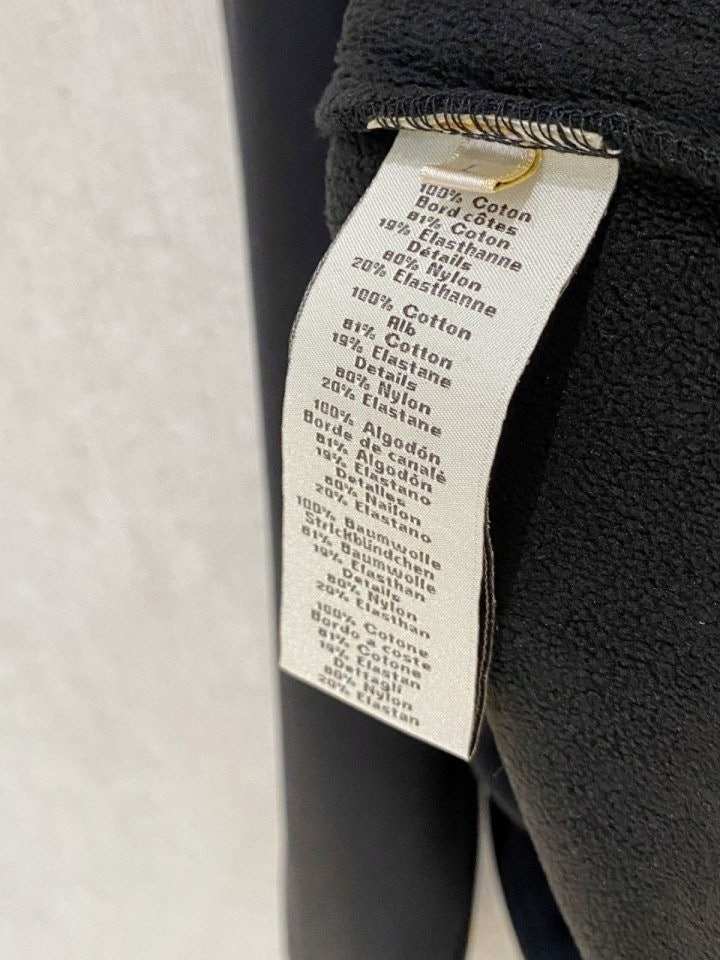 100% Coton
Bord côtes
81% Coton
19% Elasthanne
Détails
80% Nylon
20% Elasthanne
100% Cotton
Rib
81% Cotton
19% Elastane
Details
80% Nylon
20% Elastane
100% Algodón
Borde de canalé
81% Algodón
19% Elastano
Detalles
80% Nailon
20% Elastano
100% Baumwolle
Strickbündchen
81% Baumwolle
19% Elasthan
Details
80% Nylon
20% Elasthan
100% Cotone
Bordo a coste
81% Cotone
19% Elastan
Dettagli
80% Nylon
20% Elastan